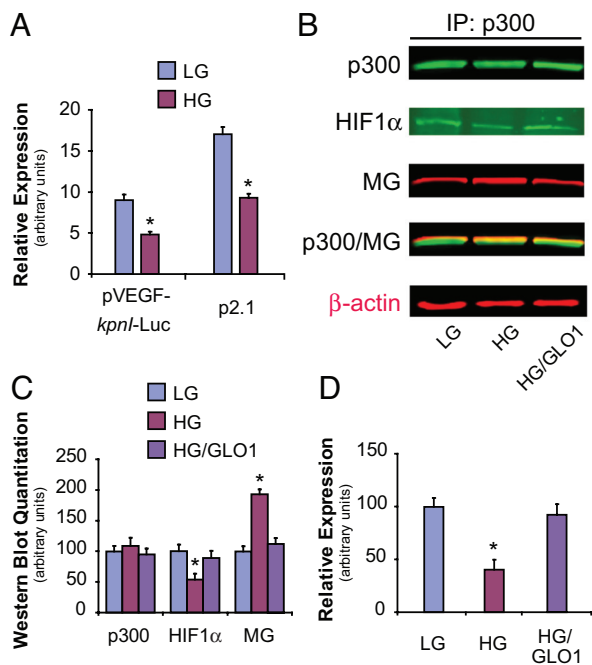 A
LG
HG
Relative Expression
(arbitrary units)
20
15
10
5
0
*
*
pVEGF-
kpnI-Luc
p2.1
B
IP: p300
p300
HIF1α
MG
p300/MG
β-actin
LG
HG
HG/GLO1
C
LG
HG
HG/GLO1
Western Blot Quantitation
(arbitrary units)
250
200
150
100
50
0
*
*
p300
HIF1α
MG
D
Relative Expression
(arbitrary units)
150
100
50
0
*
LG
HG
HG/
GLO1